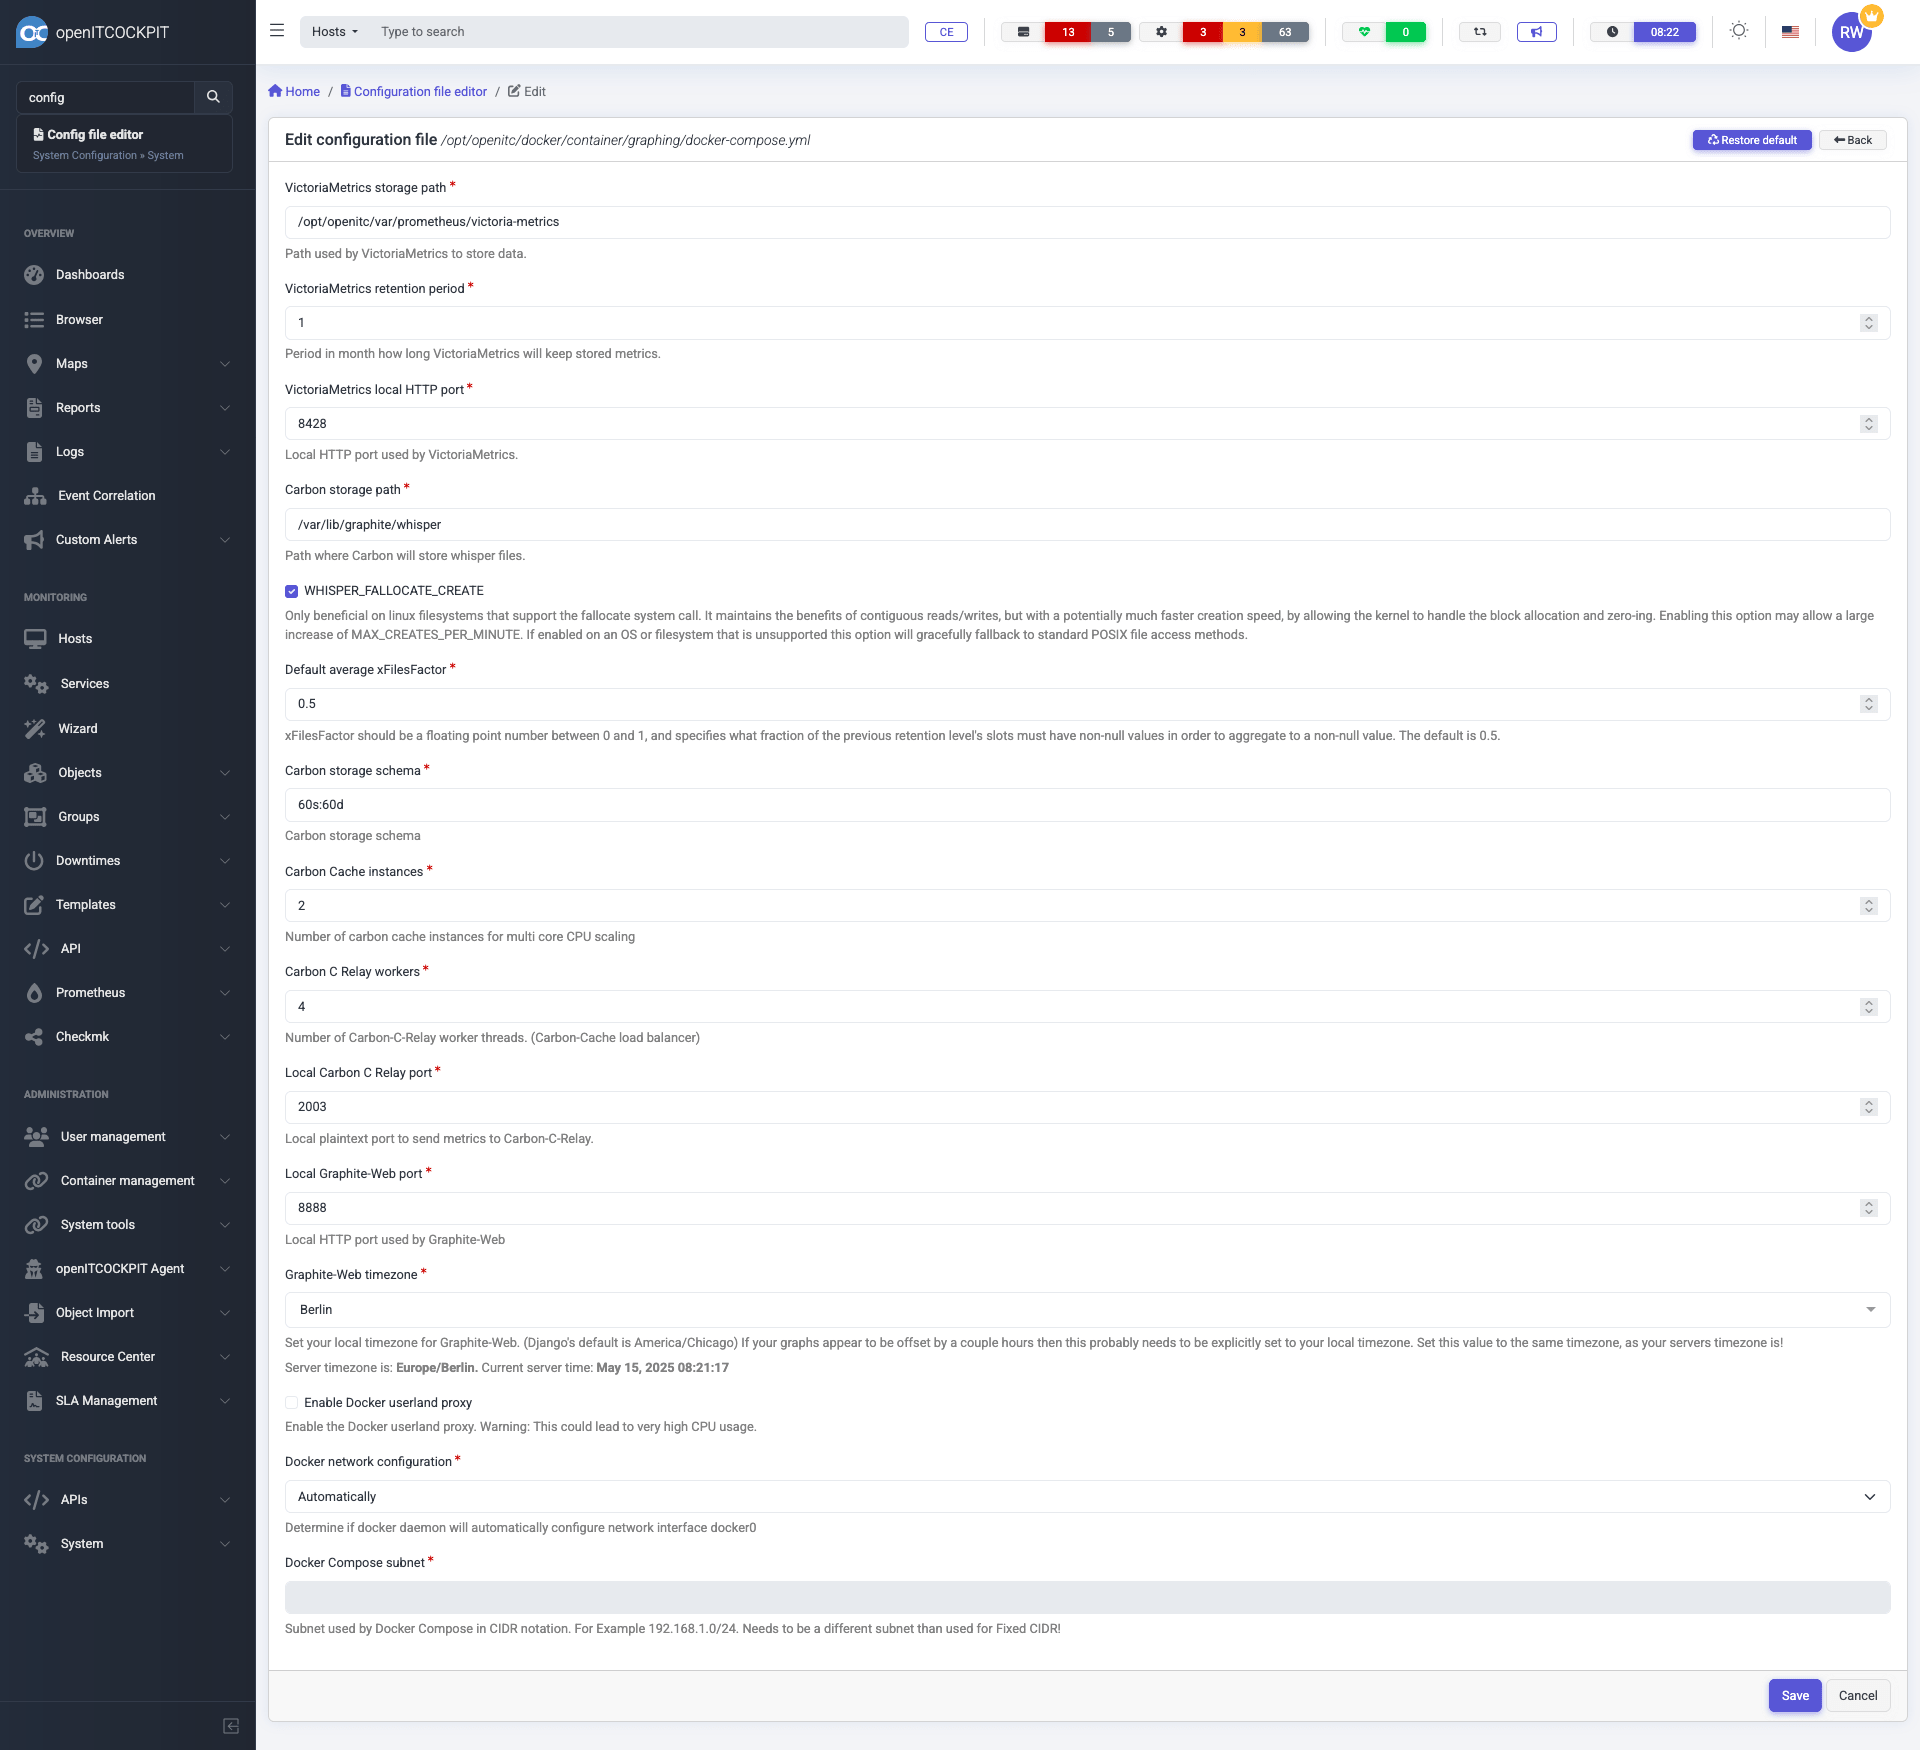 openITCOCKPIT
Hosts
Type to search
CE
13
5
3
3
63
0
08:22
RW
config
Config file editor
System Configuration » System
OVERVIEW
Dashboards
Browser
Maps
Reports
Logs
Event Correlation
Custom Alerts
MONITORING
Hosts
Services
Wizard
Objects
Groups
Downtimes
Templates
API
Prometheus
Checkmk
ADMINISTRATION
User management
Container management
System tools
openITCOCKPIT Agent
Object Import
Resource Center
SLA Management
SYSTEM CONFIGURATION
APIs
System
Home / Configuration file editor / Edit
Edit configuration file /opt/openitc/docker/container/graphing/docker-compose.yml
Restore default
Back
VictoriaMetrics storage path *
/opt/openitc/var/prometheus/victoria-metrics
Path used by VictoriaMetrics to store data.
VictoriaMetrics retention period *
1
Period in month how long VictoriaMetrics will keep stored metrics.
VictoriaMetrics local HTTP port *
8428
Local HTTP port used by VictoriaMetrics.
Carbon storage path *
/var/lib/graphite/whisper
Path where Carbon will store whisper files.
WHISPER_FALLOCATE_CREATE
Only beneficial on linux filesystems that support the fallocate system call. It maintains the benefits of contiguous reads/writes, but with a potentially much faster creation speed, by allowing the kernel to handle the block allocation and zero-ing. Enabling this option may allow a large
increase of MAX_CREATES_PER_MINUTE. If enabled on an OS or filesystem that is unsupported this option will gracefully fallback to standard POSIX file access methods.
Default average xFilesFactor *
0.5
xFilesFactor should be a floating point number between 0 and 1, and specifies what fraction of the previous retention level's slots must have non-null values in order to aggregate to a non-null value. The default is 0.5.
Carbon storage schema *
60s:60d
Carbon storage schema
Carbon Cache instances *
2
Number of carbon cache instances for multi core CPU scaling
Carbon C Relay workers *
4
Number of Carbon-C-Relay worker threads. (Carbon-Cache load balancer)
Local Carbon C Relay port *
2003
Local plaintext port to send metrics to Carbon-C-Relay.
Local Graphite-Web port *
8888
Local HTTP port used by Graphite-Web
Graphite-Web timezone *
Berlin
Set your local timezone for Graphite-Web. (Django's default is America/Chicago) If your graphs appear to be offset by a couple hours then this probably needs to be explicitly set to your local timezone. Set this value to the same timezone, as your servers timezone is!
Server timezone is: Europe/Berlin. Current server time: May 15, 2025 08:21:17
Enable Docker userland proxy
Enable the Docker userland proxy. Warning: This could lead to very high CPU usage.
Docker network configuration *
Automatically
Determine if docker daemon will automatically configure network interface docker0
Docker Compose subnet *
Subnet used by Docker Compose in CIDR notation. For Example 192.168.1.0/24. Needs to be a different subnet than used for Fixed CIDR!
Save
Cancel